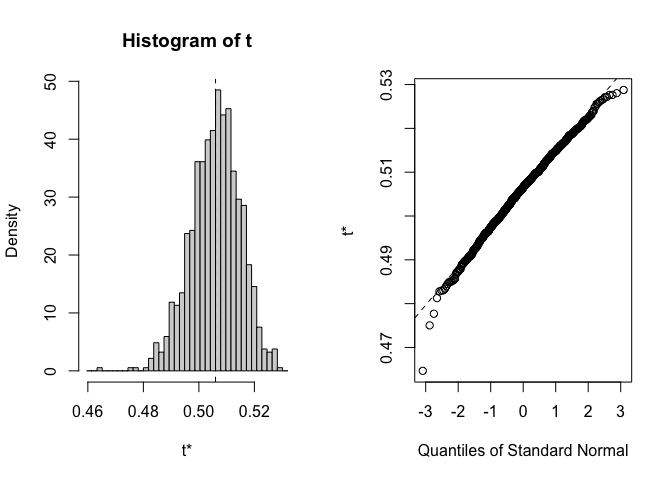 Histogram of t
Density
0 10 20 30 40 50
0.46 0.48 0.50 0.52
t*
t*
0.47 0.49 0.51 0.53
-3 -2 -1 0 1 2 3
Quantiles of Standard Normal